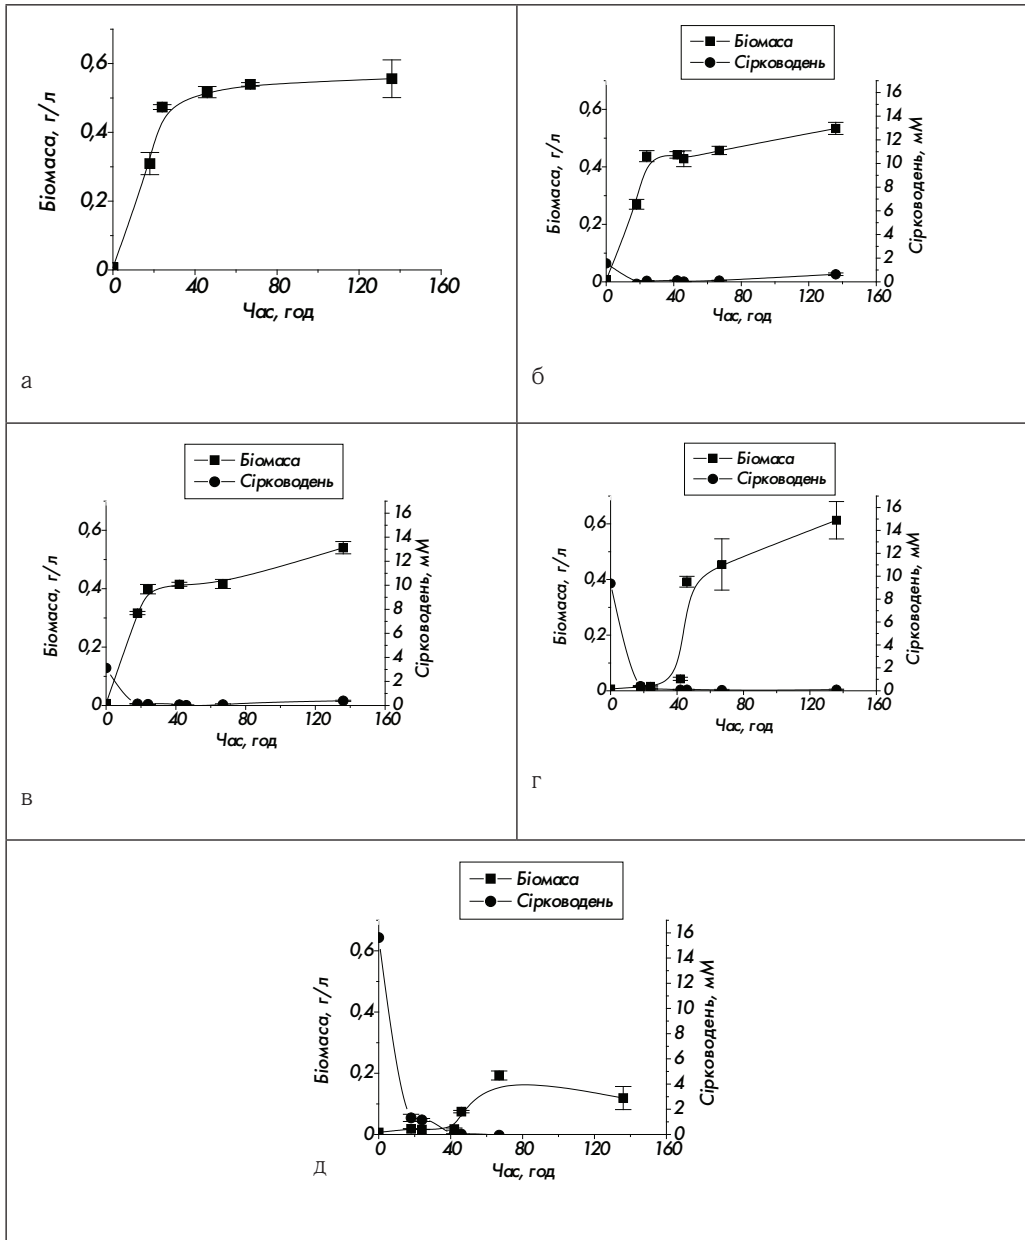 0,6
0,4
0,2
0
Біомаса, г/л
0 40 80 120 160
Час, год
а
Біомаса
Сірководень
0,6
0,4
0,2
0
Біомаса, г/л
16
14
12
10
8
6
4
2
0
Сірководень, мМ
0 40 80 120 160
Час, год
б
Біомаса
Сірководень
0,6
0,4
0,2
0
Біомаса, г/л
16
14
12
10
8
6
4
2
0
Сірководень, мМ
0 40 80 120 160
Час, год
в
Біомаса
Сірководень
0,6
0,4
0,2
0
Біомаса, г/л
16
14
12
10
8
6
4
2
0
Сірководень, мМ
0 40 80 120 160
Час, год
г
Біомаса
Сірководень
0,6
0,4
0,2
0
Біомаса, г/л
16
14
12
10
8
6
4
2
0
Сірководень, мМ
0 40 80 120 160
Час, год
д